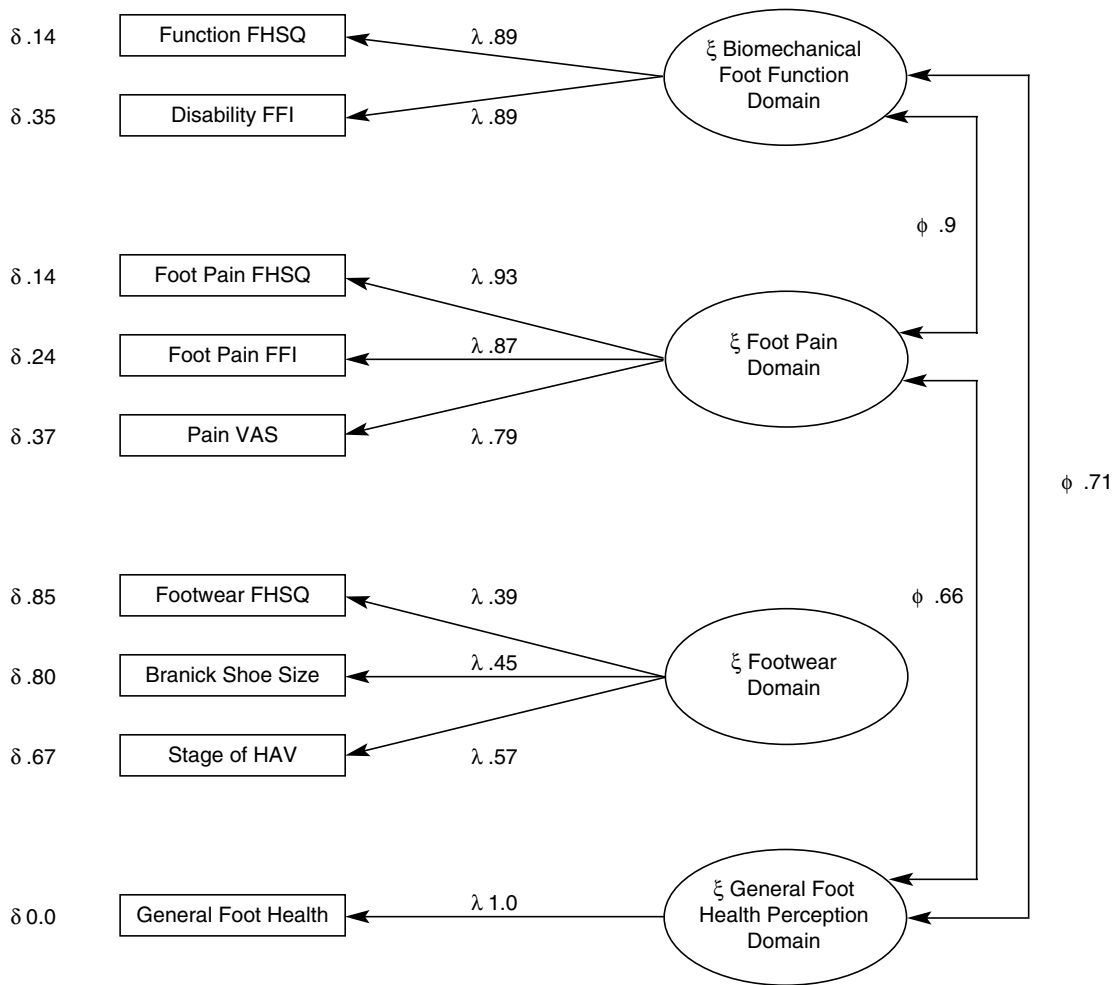 δ .14
Function FHSQ
λ .89
ξ Biomechanical
Foot Function
Domain
δ .35
Disability FFI
λ .89
ϕ .9
δ .14
Foot Pain FHSQ
λ .93
δ .24
Foot Pain FFI
λ .87
ξ Foot Pain
Domain
δ .37
Pain VAS
λ .79
ϕ .71
δ .85
Footwear FHSQ
λ .39
ϕ .66
δ .80
Branick Shoe Size
λ .45
ξ Footwear
Domain
δ .67
Stage of HAV
λ .57
δ 0.0
General Foot Health
λ 1.0
ξ General Foot
Health Perception
Domain